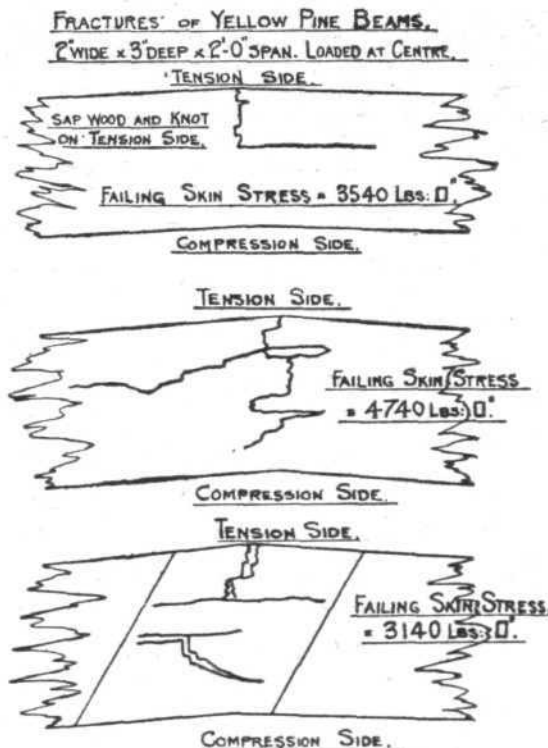 FRACTURES OF YELLOW PINE BEAMS.
2" WIDE x 3" DEEP x 2'-0" SPAN. LOADED AT CENTRE.
TENSION SIDE.
SAP WOOD AND KNOT
ON TENSION SIDE.
FAILING SKIN STRESS = 3540 LBS: □".
COMPRESSION SIDE.
TENSION SIDE.
FAILING SKIN STRESS
= 4740 LBS: □".
COMPRESSION SIDE.
TENSION SIDE.
FAILING SKIN STRESS
= 3140 LBS: □".
COMPRESSION SIDE.